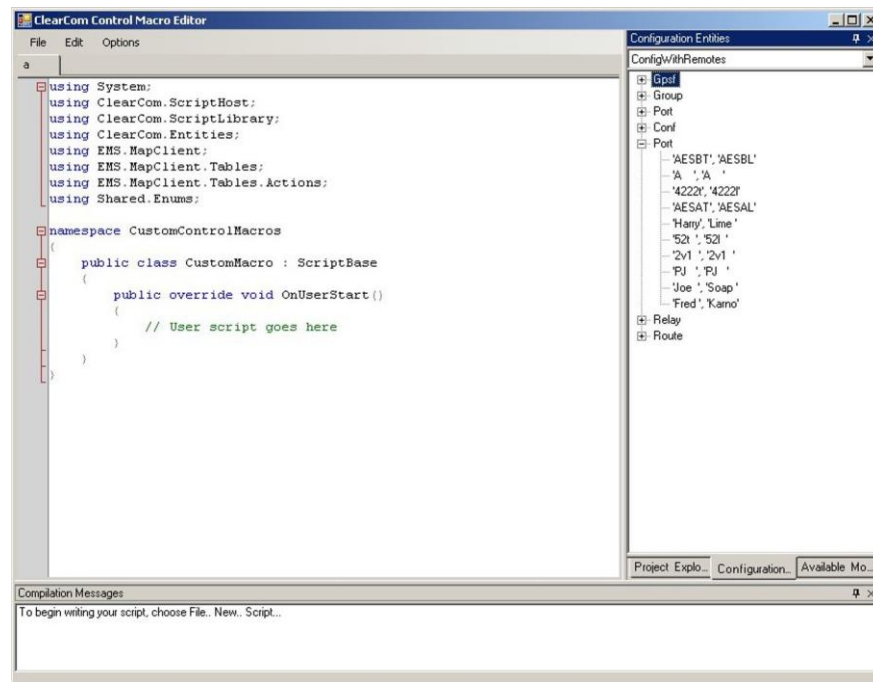 ClearCom Control Macro Editor
File Edit Options
a
using System;
using ClearCom.ScriptHost;
using ClearCom.ScriptLibrary;
using ClearCom.Entities;
using EMS.MapClient;
using EMS.MapClient.Tables;
using EMS.MapClient.Tables.Actions;
using Shared.Enums;
namespace CustomControlMacros
{
public class CustomMacro : ScriptBase
{
public override void OnUserStart()
{
// User script goes here
}
}
}
Configuration Entities
ConfigWithRemotes
Gpsf
Group
Port
Conf
Port
'AESBT', 'AESBL'
'A   ', 'A   '
'4222t', '4222l'
'AESAT', 'AESAL'
'Harry', 'Lime '
'52t ', '52l '
'2v1 ', '2v1 '
'PJ  ', 'PJ  '
'Joe ', 'Soap '
'Fred ', 'Karno'
Relay
Route
Project Explo... Configuration... Available Mo...
Compilation Messages
To begin writing your script, choose File.. New.. Script...